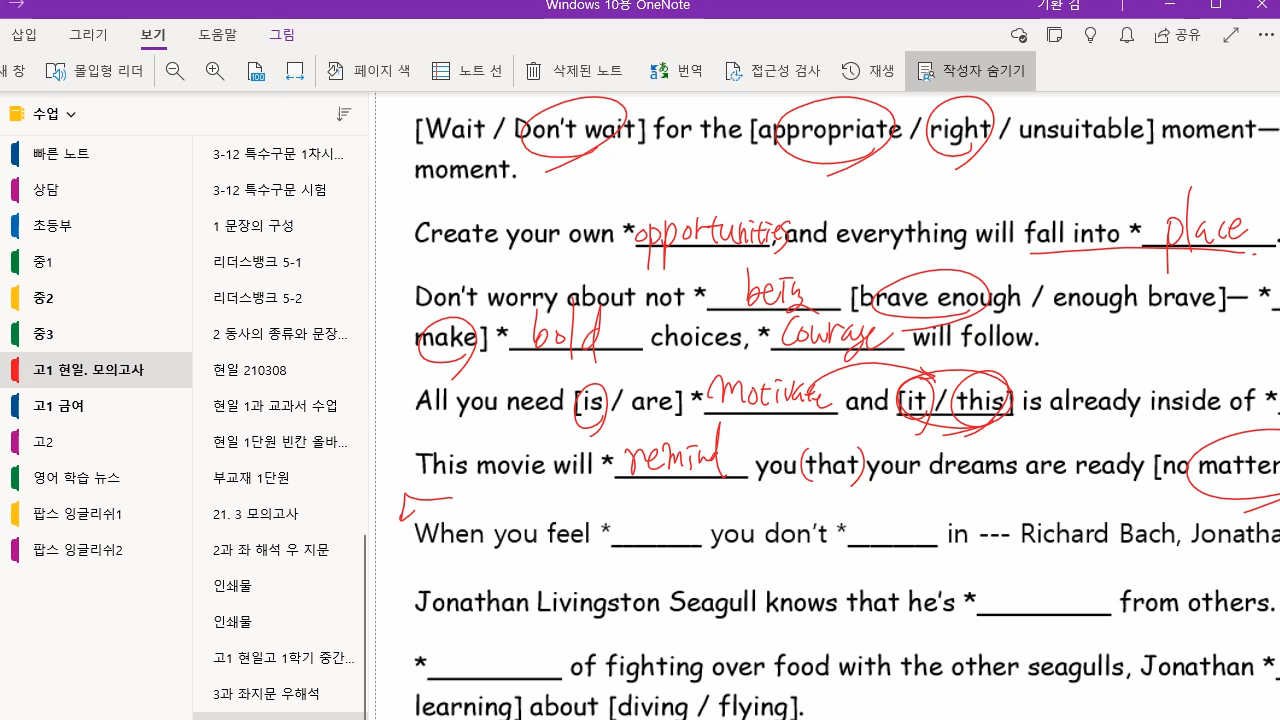 Windows 10용 OneNote
기환 김
삽입 그리기 보기 도움말 그림
공유
새 창 몰입형 리더 페이지 색 노트 선 삭제된 노트 번역 접근성 검사 재생 작성자 숨기기
수업
빠른 노트
상담
초등부
중1
중2
중3
고1 현일. 모의고사
고1 금여
고2
영어 학습 뉴스
팝스 잉글리쉬1
팝스 잉글리쉬2
3-12 특수구문 1차시...
3-12 특수구문 시험
1 문장의 구성
리더스뱅크 5-1
리더스뱅크 5-2
2 동사의 종류와 문장...
현일 210308
현일 1과 교과서 수업
현일 1단원 빈칸 올바...
부교재 1단원
21. 3 모의고사
2과 좌 해석 우 지문
인쇄물
인쇄물
고1 현일고 1학기 중간...
3과 좌지문 우해석
[Wait / Don't wait] for the [appropriate / right / unsuitable] moment—
moment.
Create your own *opportunities, and everything will fall into *place.
Don't worry about not *being [brave enough / enough brave]— *
make] *bold choices, *Courage will follow.
All you need [is / are] *Motivate and [it / this] is already inside of *
This movie will *remind you (that) your dreams are ready [no matter
When you feel *_______ you don't *_______ in --- Richard Bach, Jonatha
Jonathan Livingston Seagull knows that he's *_________ from others.
*_________ of fighting over food with the other seagulls, Jonathan *
learning] about [diving / flying].